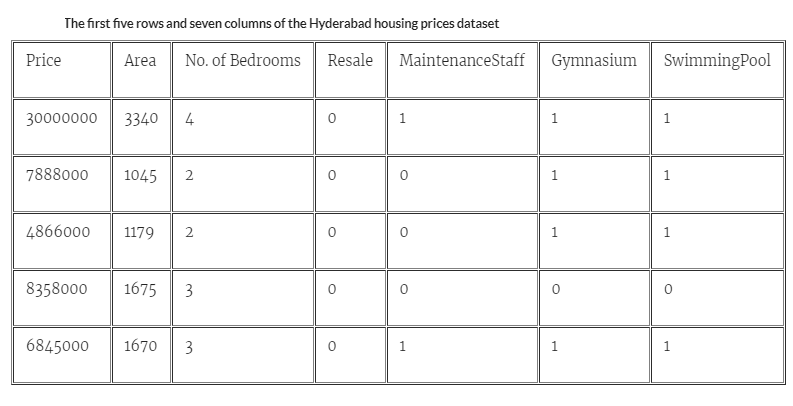 The first five rows and seven columns of the Hyderabad housing prices dataset
Price Area No. of Bedrooms Resale MaintenanceStaff Gymnasium SwimmingPool
30000000 3340 4 0 1 1 1
7888000 1045 2 0 0 1 1
4866000 1179 2 0 0 1 1
8358000 1675 3 0 0 0 0
6845000 1670 3 0 1 1 1